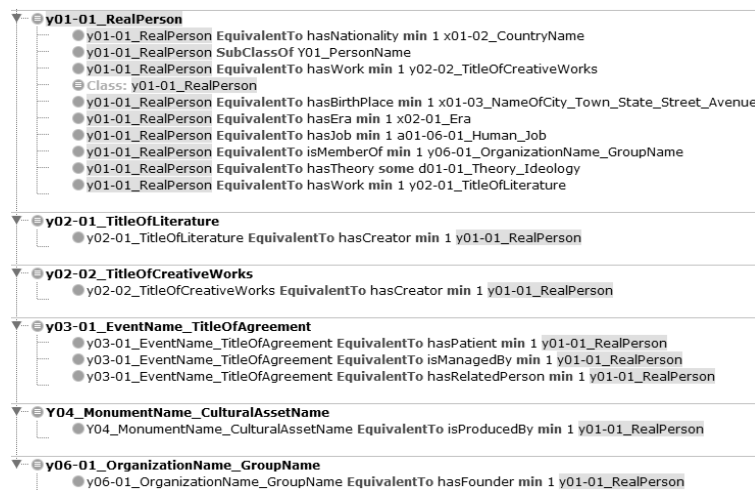 y01-01_RealPerson
y01-01_RealPerson EquivalentTo hasNationality min 1 x01-02_CountryName
y01-01_RealPerson SubClassOf Y01_PersonName
y01-01_RealPerson EquivalentTo hasWork min 1 y02-02_TitleOfCreativeWorks
Class: y01-01_RealPerson
y01-01_RealPerson EquivalentTo hasBirthPlace min 1 x01-03_NameOfCity_Town_State_Street_Avenue
y01-01_RealPerson EquivalentTo hasEra min 1 x02-01_Era
y01-01_RealPerson EquivalentTo hasJob min 1 a01-06-01_Human_Job
y01-01_RealPerson EquivalentTo isMemberOf min 1 y06-01_OrganizationName_GroupName
y01-01_RealPerson EquivalentTo hasTheory some d01-01_Theory_Ideology
y01-01_RealPerson EquivalentTo hasWork min 1 y02-01_TitleOfLiterature
y02-01_TitleOfLiterature
y02-01_TitleOfLiterature EquivalentTo hasCreator min 1 y01-01_RealPerson
y02-02_TitleOfCreativeWorks
y02-02_TitleOfCreativeWorks EquivalentTo hasCreator min 1 y01-01_RealPerson
y03-01_EventName_TitleOfAgreement
y03-01_EventName_TitleOfAgreement EquivalentTo hasPatient min 1 y01-01_RealPerson
y03-01_EventName_TitleOfAgreement EquivalentTo isManagedBy min 1 y01-01_RealPerson
y03-01_EventName_TitleOfAgreement EquivalentTo hasRelatedPerson min 1 y01-01_RealPerson
Y04_MonumentName_CulturalAssetName
Y04_MonumentName_CulturalAssetName EquivalentTo isProducedBy min 1 y01-01_RealPerson
y06-01_OrganizationName_GroupName
y06-01_OrganizationName_GroupName EquivalentTo hasFounder min 1 y01-01_RealPerson